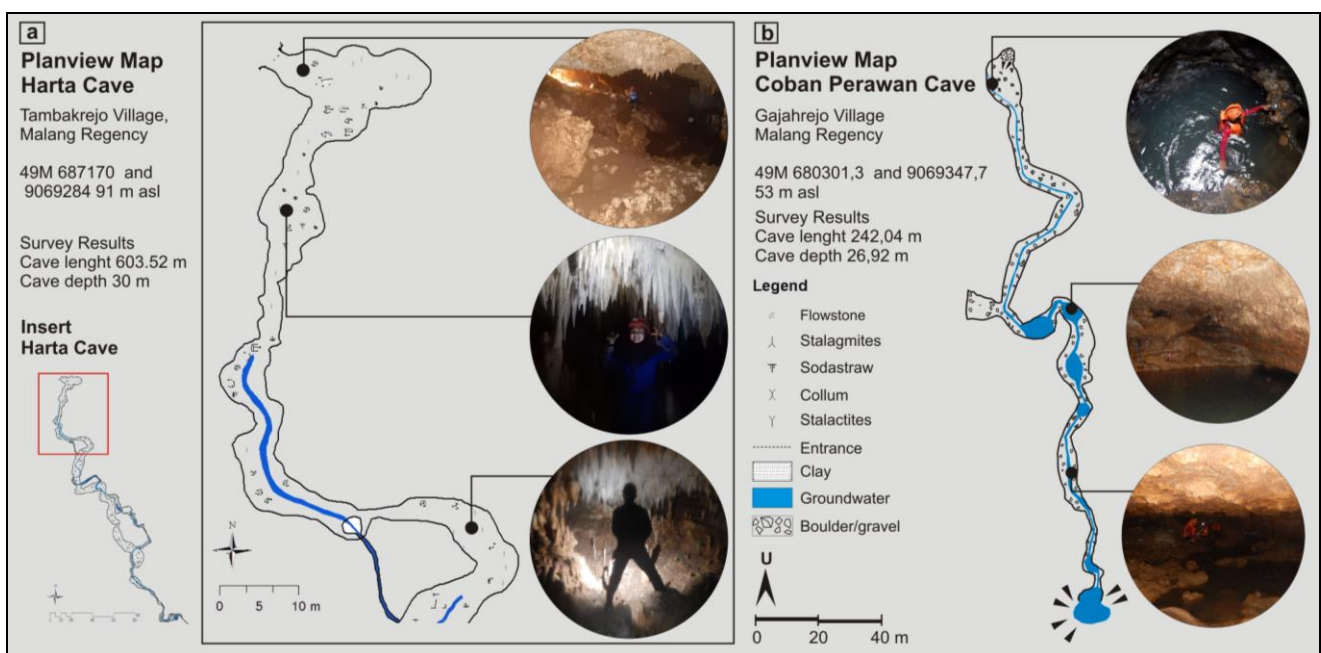 a
Planview Map
Harta Cave
Tambakrejo Village,
Malang Regency
49M 687170 and
9069284 91 m asl
Survey Results
Cave lenght 603.52 m
Cave depth 30 m
Insert
Harta Cave
N
0 5 10 m
b
Planview Map
Coban Perawan Cave
Gajahrejo Village
Malang Regency
49M 680301,3 and 9069347,7
53 m asl
Survey Results
Cave lenght 242,04 m
Cave depth 26,92 m
Legend
Flowstone
Stalagmites
Sodastraw
Collum
Stalactites
Entrance
Clay
Groundwater
Boulder/gravel
U
0 20 40 m